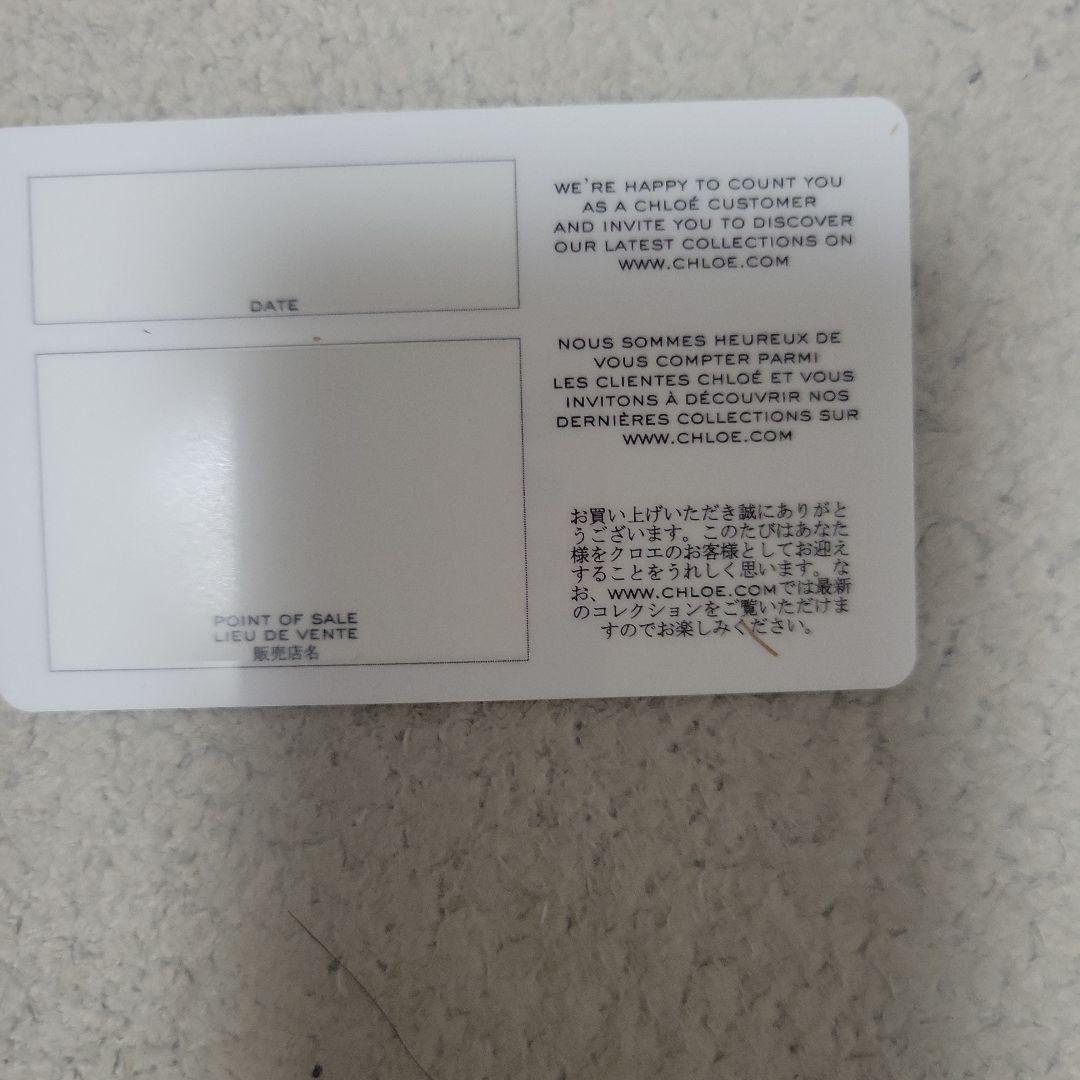 DATE
POINT OF SALE
LIEU DE VENTE
販売店名
WE'RE HAPPY TO COUNT YOU
AS A CHLOÉ CUSTOMER
AND INVITE YOU TO DISCOVER
OUR LATEST COLLECTIONS ON
WWW.CHLOE.COM
NOUS SOMMES HEUREUX DE
VOUS COMPTER PARMI
LES CLIENTES CHLOÉ ET VOUS
INVITONS À DÉCOUVRIR NOS
DERNIÈRES COLLECTIONS SUR
WWW.CHLOE.COM
お買い上げいただき誠にありがと
うございます。このたびはあなた
様をクロエのお客様としてお迎え
することをうれしく思います。な
お、WWW.CHLOE.COMでは最新
のコレクションをご覧いただけま
すのでお楽しみください。